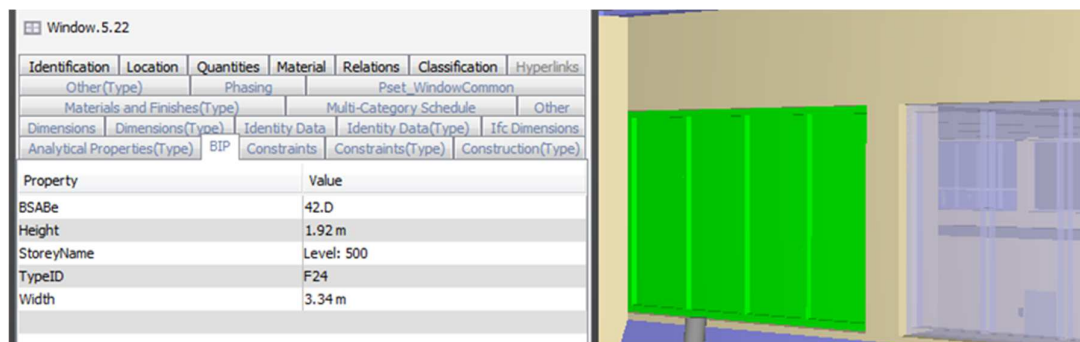 Window.5.22
Identification Location Quantities Material Relations Classification Hyperlinks
Other(Type) Phasing Pset_WindowCommon
Materials and Finishes(Type) Multi-Category Schedule Other
Dimensions Dimensions(Type) Identity Data Identity Data(Type) Ifc Dimensions
Analytical Properties(Type) BIP Constraints Constraints(Type) Construction(Type)
Property Value
BSABe 42.D
Height 1.92 m
StoreyName Level: 500
TypeID F24
Width 3.34 m